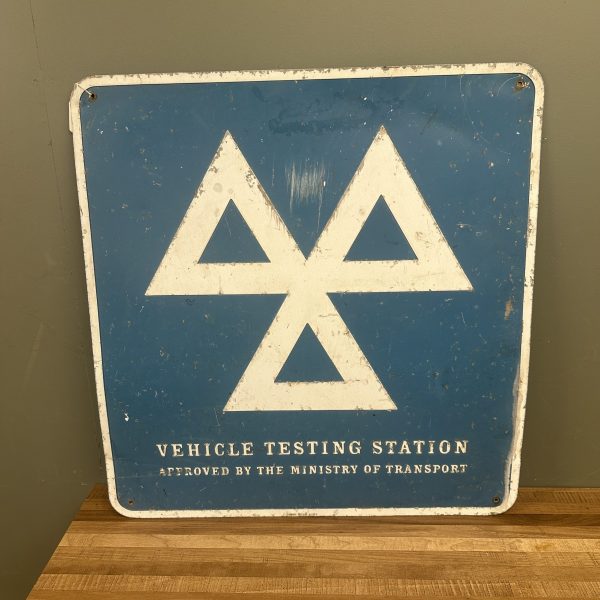 VEHICLE TESTING STATION
APPROVED BY THE MINISTRY OF TRANSPORT